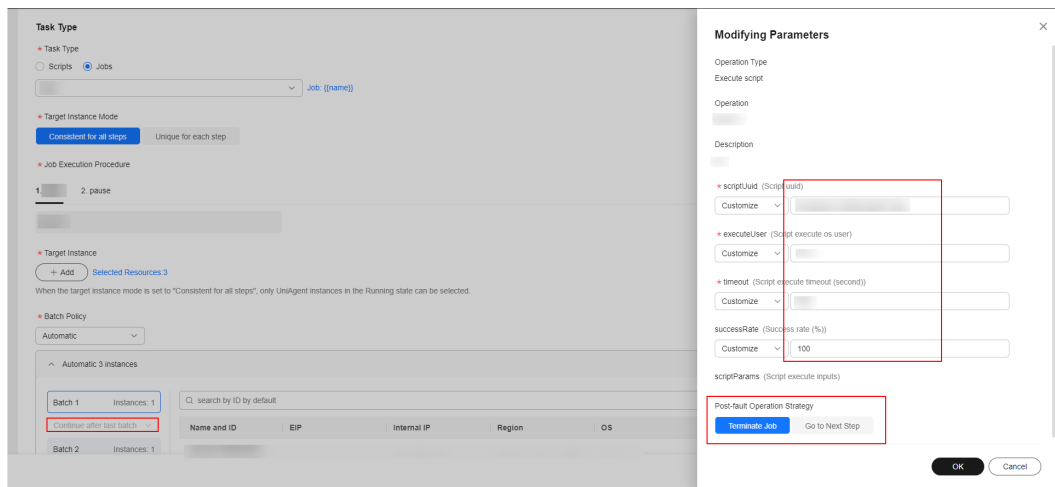 Task Type
* Task Type
Scripts Jobs
Job: {{name}}
* Target Instance Mode
Consistent for all steps Unique for each step
* Job Execution Procedure
1. 2. pause
* Target Instance
+ Add Selected Resources:3
When the target instance mode is set to "Consistent for all steps", only UniAgent instances in the Running state can be selected.
* Batch Policy
Automatic
Automatic 3 instances
Batch 1 Instances: 1
Continue after last batch
Batch 2 Instances: 1
search by ID by default
Name and ID EIP Internal IP Region OS
Modifying Parameters
Operation Type
Execute script
Operation
Description
* scriptUuid (Script uuid)
Customize
* executeUser (Script execute os user)
Customize
* timeout (Script execute timeout (second))
Customize
successRate (Success rate (%))
Customize 100
scriptParams (Script execute inputs)
Post-fault Operation Strategy
Terminate Job Go to Next Step
OK Cancel